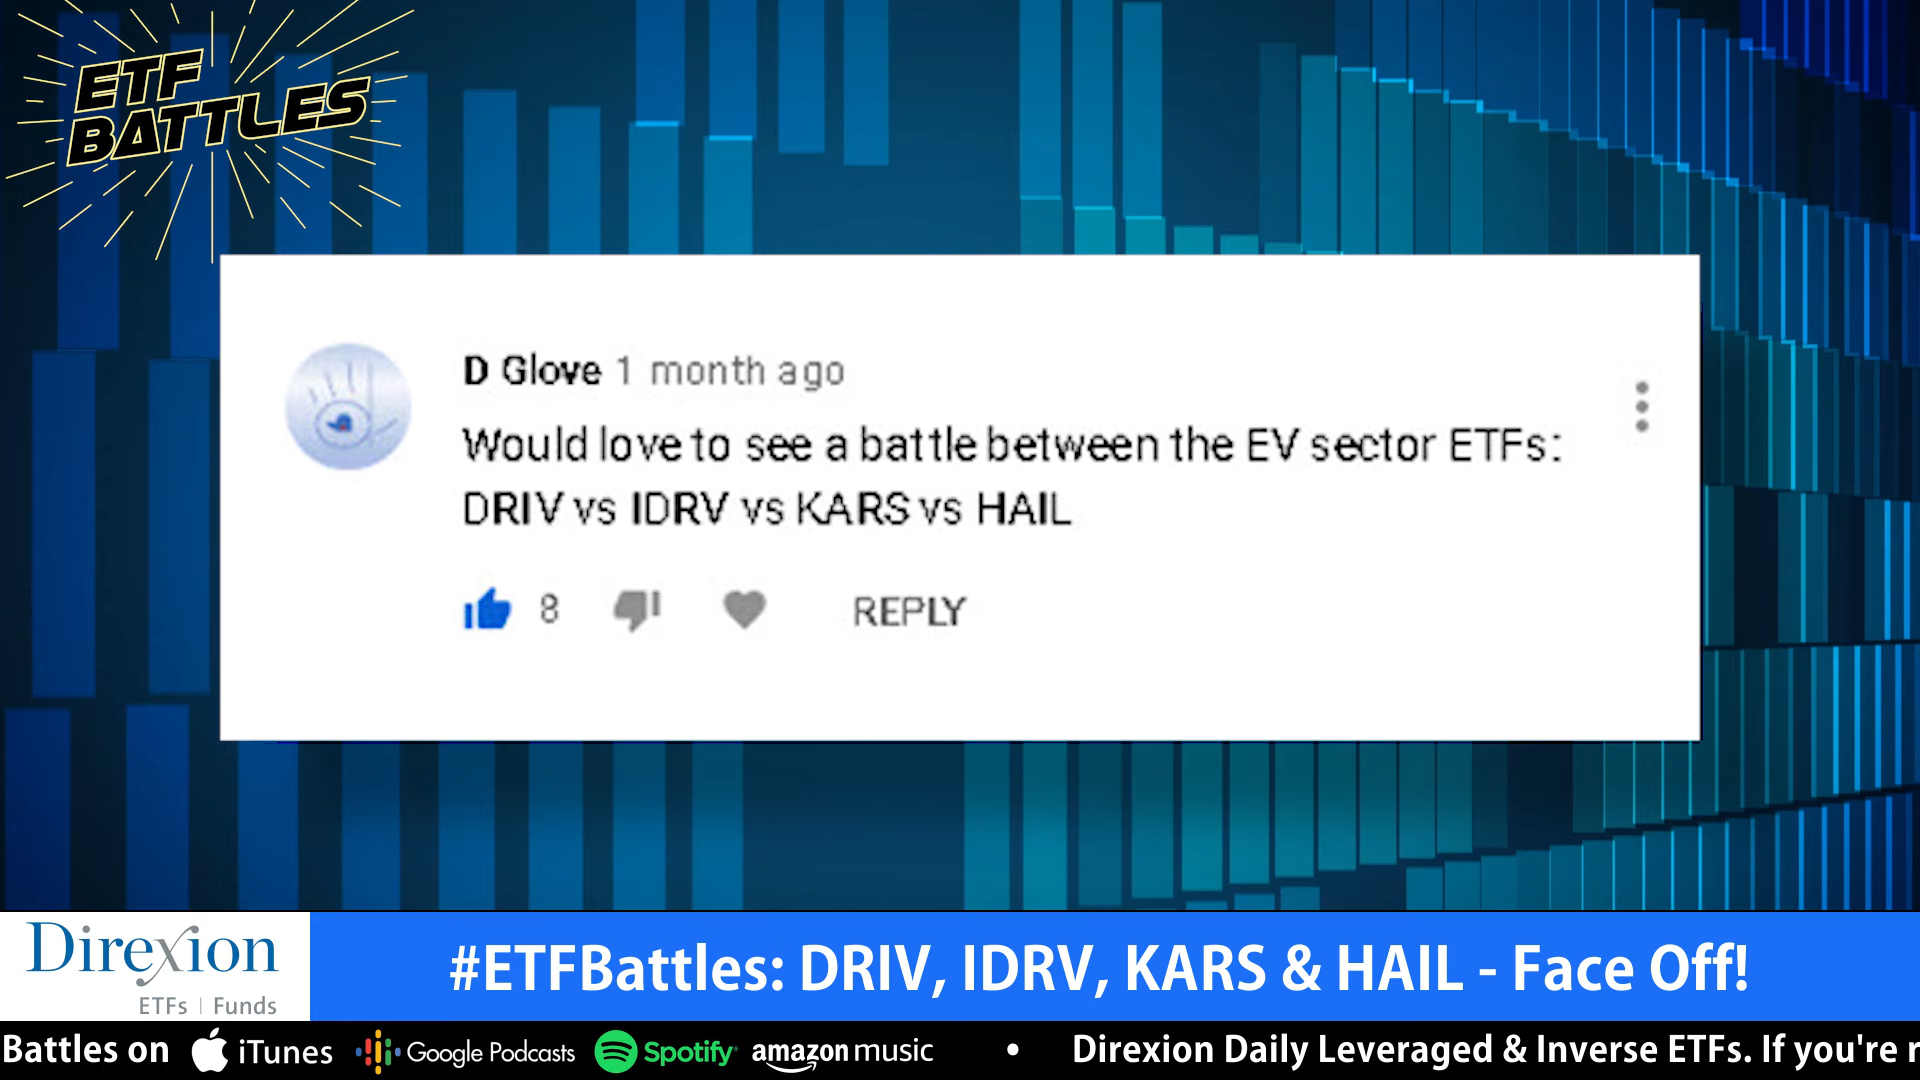 ETF
BATTLES
D Glove 1 month ago
Would love to see a battle between the EV sector ETFs:
DRIV vs IDRV vs KARS vs HAIL
8 REPLY
Direxion
ETFs | Funds
#ETFBattles: DRIV, IDRV, KARS & HAIL - Face Off!
Battles on iTunes Google Podcasts Spotify amazon music • Direxion Daily Leveraged & Inverse ETFs. If you're